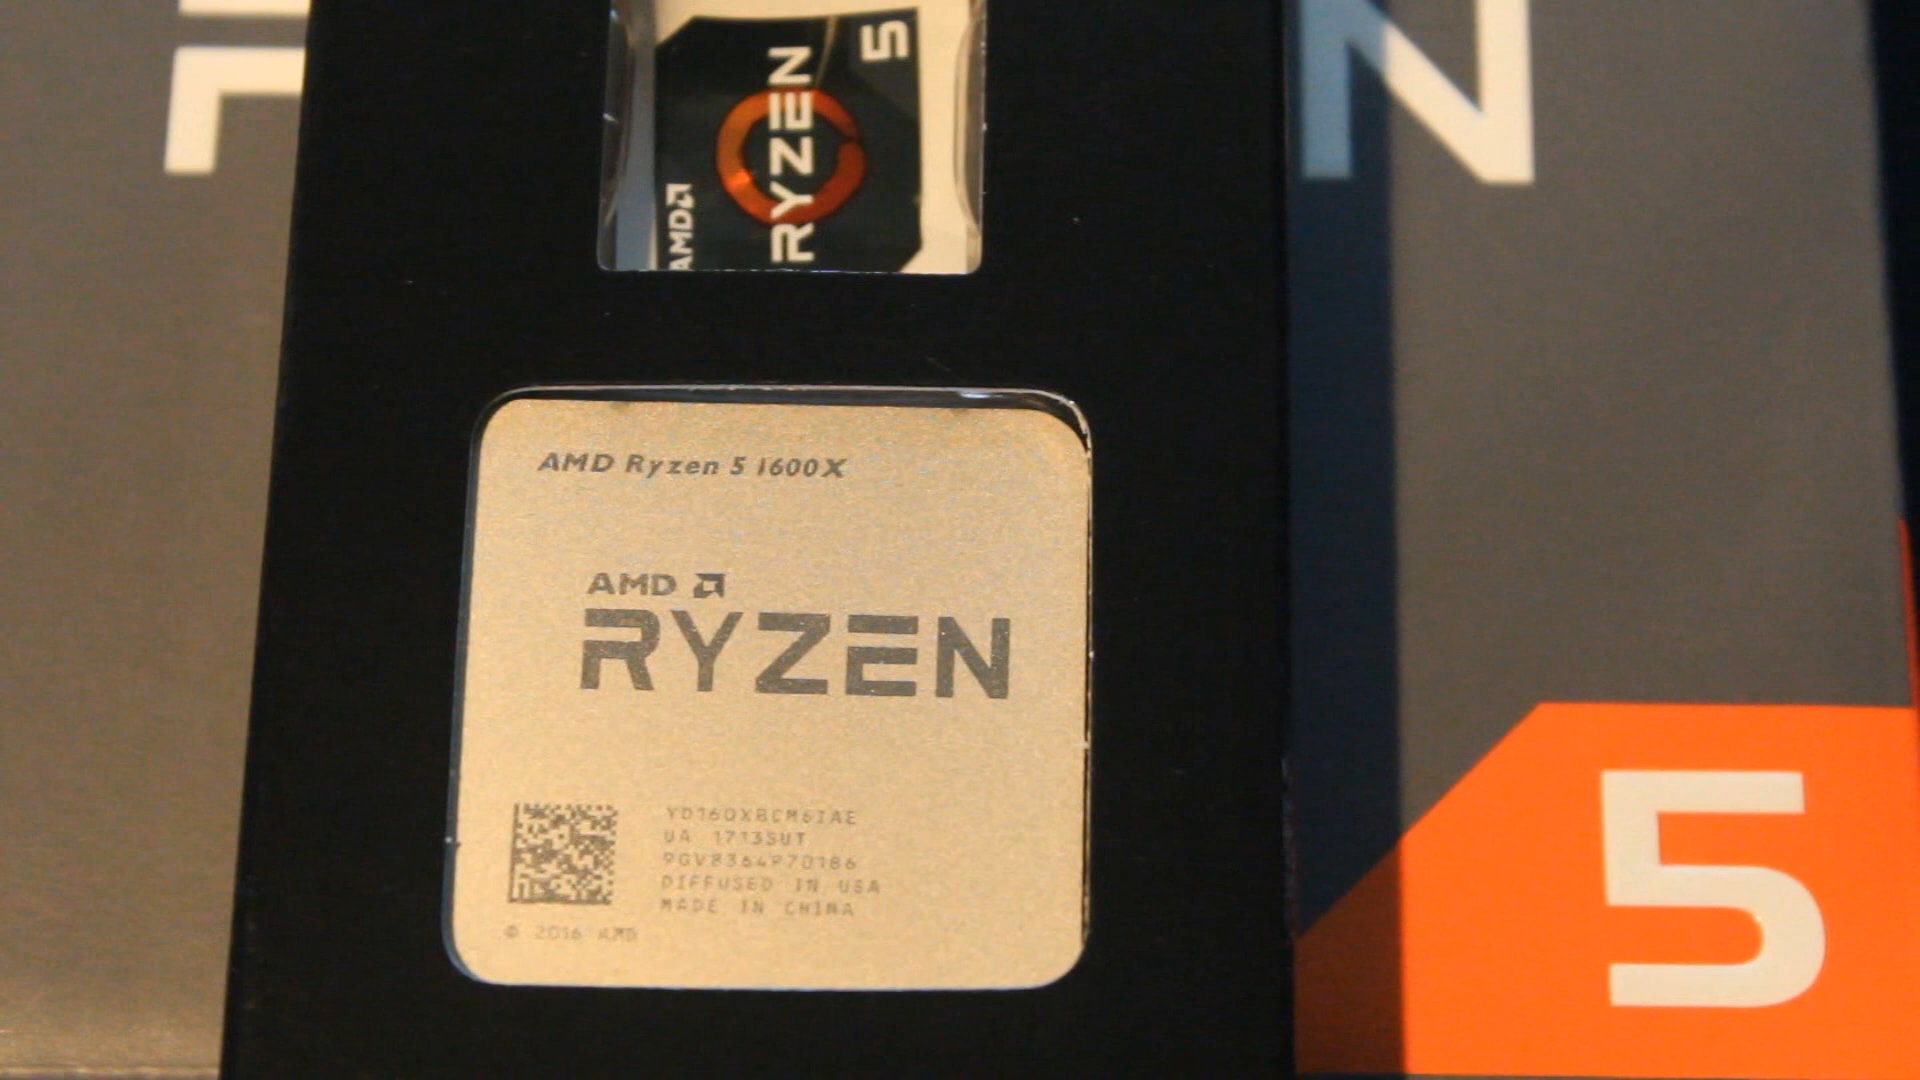 5
RYZEN
AMD
N
AMD Ryzen 5 1600X
AMD
RYZEN
YD160XBCM6IAE
UA 1713SUT
9GV8364P70186
DIFFUSED IN USA
MADE IN CHINA
© 2016 AMD
5